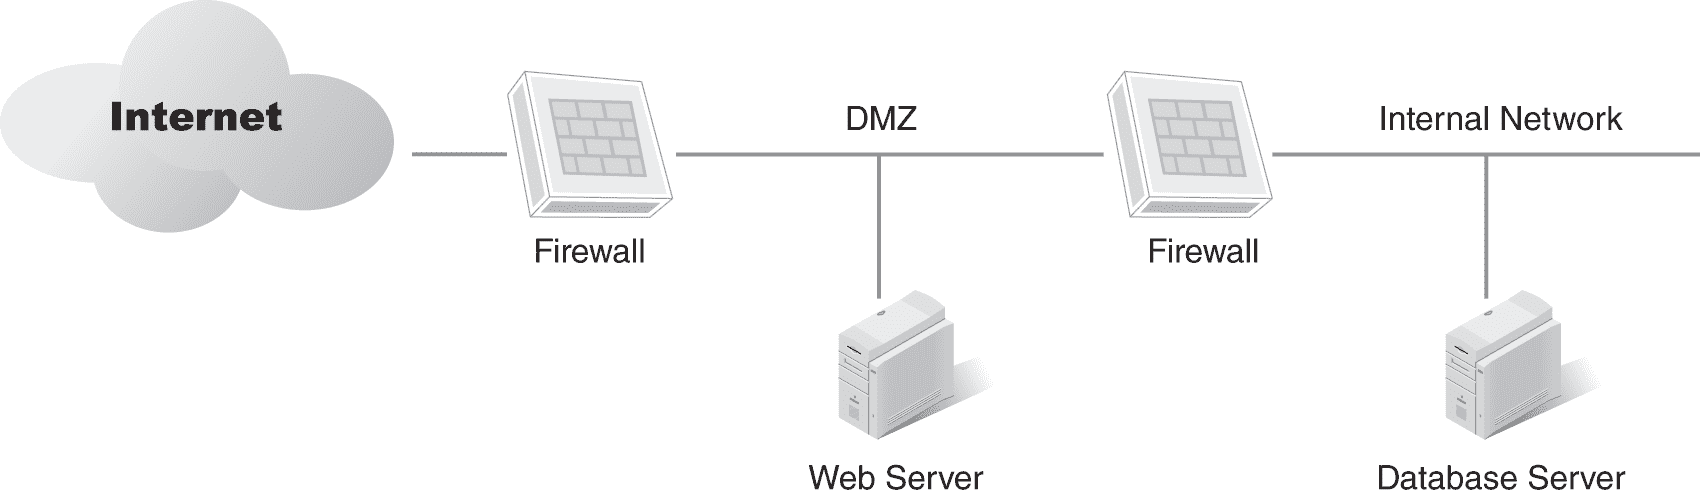 Internet
DMZ
Internal Network
Firewall
Firewall
Web Server
Database Server